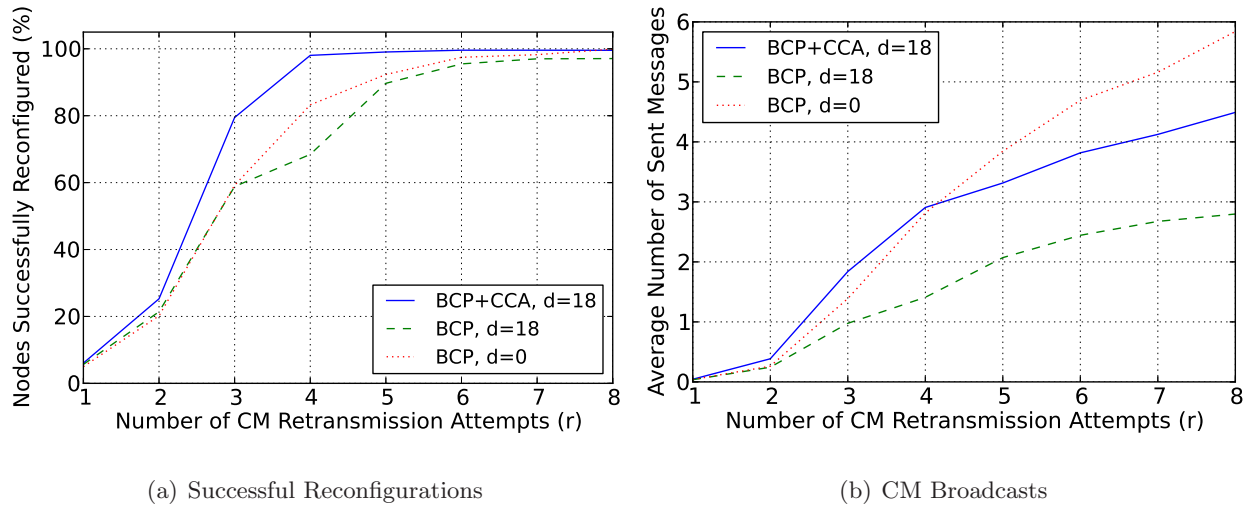 Nodes Successfully Reconfigured (%)
100
80
60
40
20
0
1 2 3 4 5 6 7 8
Number of CM Retransmission Attempts (r)
BCP+CCA, d=18
BCP, d=18
BCP, d=0
(a) Successful Reconfigurations
Average Number of Sent Messages
6
5
4
3
2
1
0
1 2 3 4 5 6 7 8
Number of CM Retransmission Attempts (r)
BCP+CCA, d=18
BCP, d=18
BCP, d=0
(b) CM Broadcasts